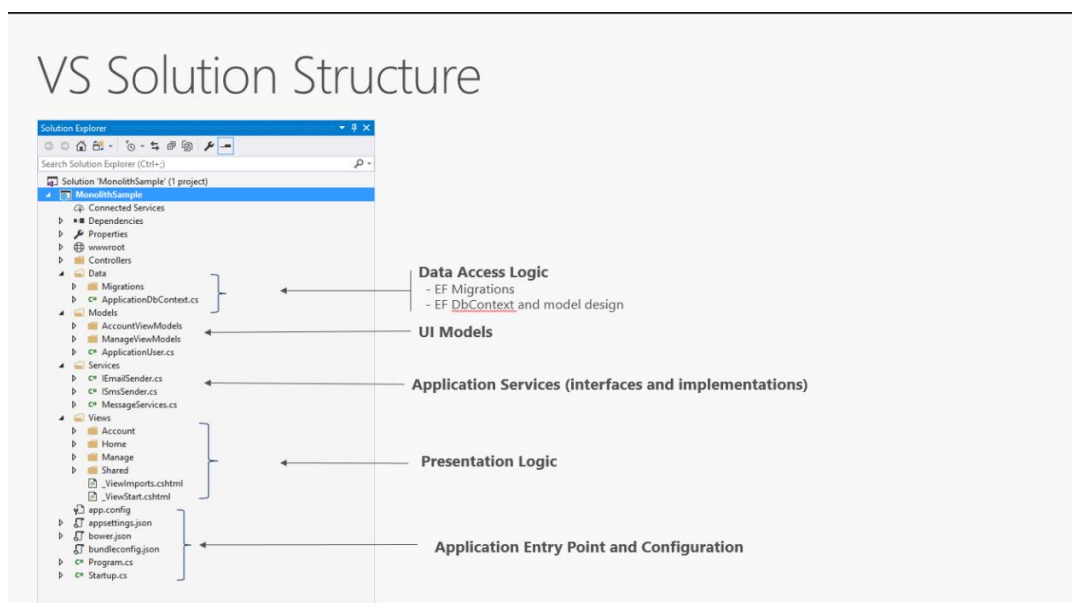 VS Solution Structure
Solution Explorer
Search Solution Explorer (Ctrl+;)
Solution 'MonolithSample' (1 project)
MonolithSample
Connected Services
Dependencies
Properties
wwwroot
Controllers
Data
Migrations
ApplicationDbContext.cs
Models
AccountViewModels
ManageViewModels
ApplicationUser.cs
Services
IEmailSender.cs
ISmsSender.cs
MessageServices.cs
Views
Account
Home
Manage
Shared
_ViewImports.cshtml
_ViewStart.cshtml
app.config
appsettings.json
bower.json
bundleconfig.json
C# Program.cs
C# Startup.cs
Data Access Logic
- EF Migrations
- EF DbContext and model design
UI Models
Application Services (interfaces and implementations)
Presentation Logic
Application Entry Point and Configuration